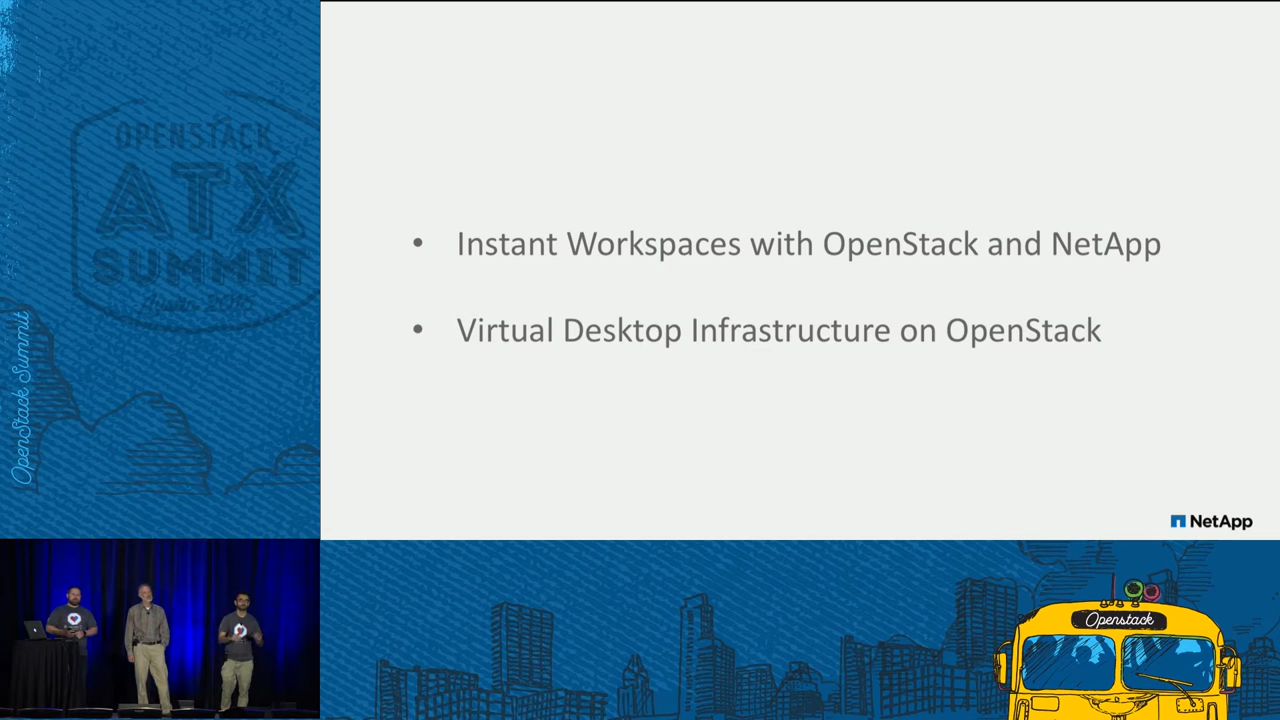 OPENSTACK
ATX
SUMMIT
Austin 2016
OpenStack Summit
• Instant Workspaces with OpenStack and NetApp
• Virtual Desktop Infrastructure on OpenStack
NetApp
Openstack